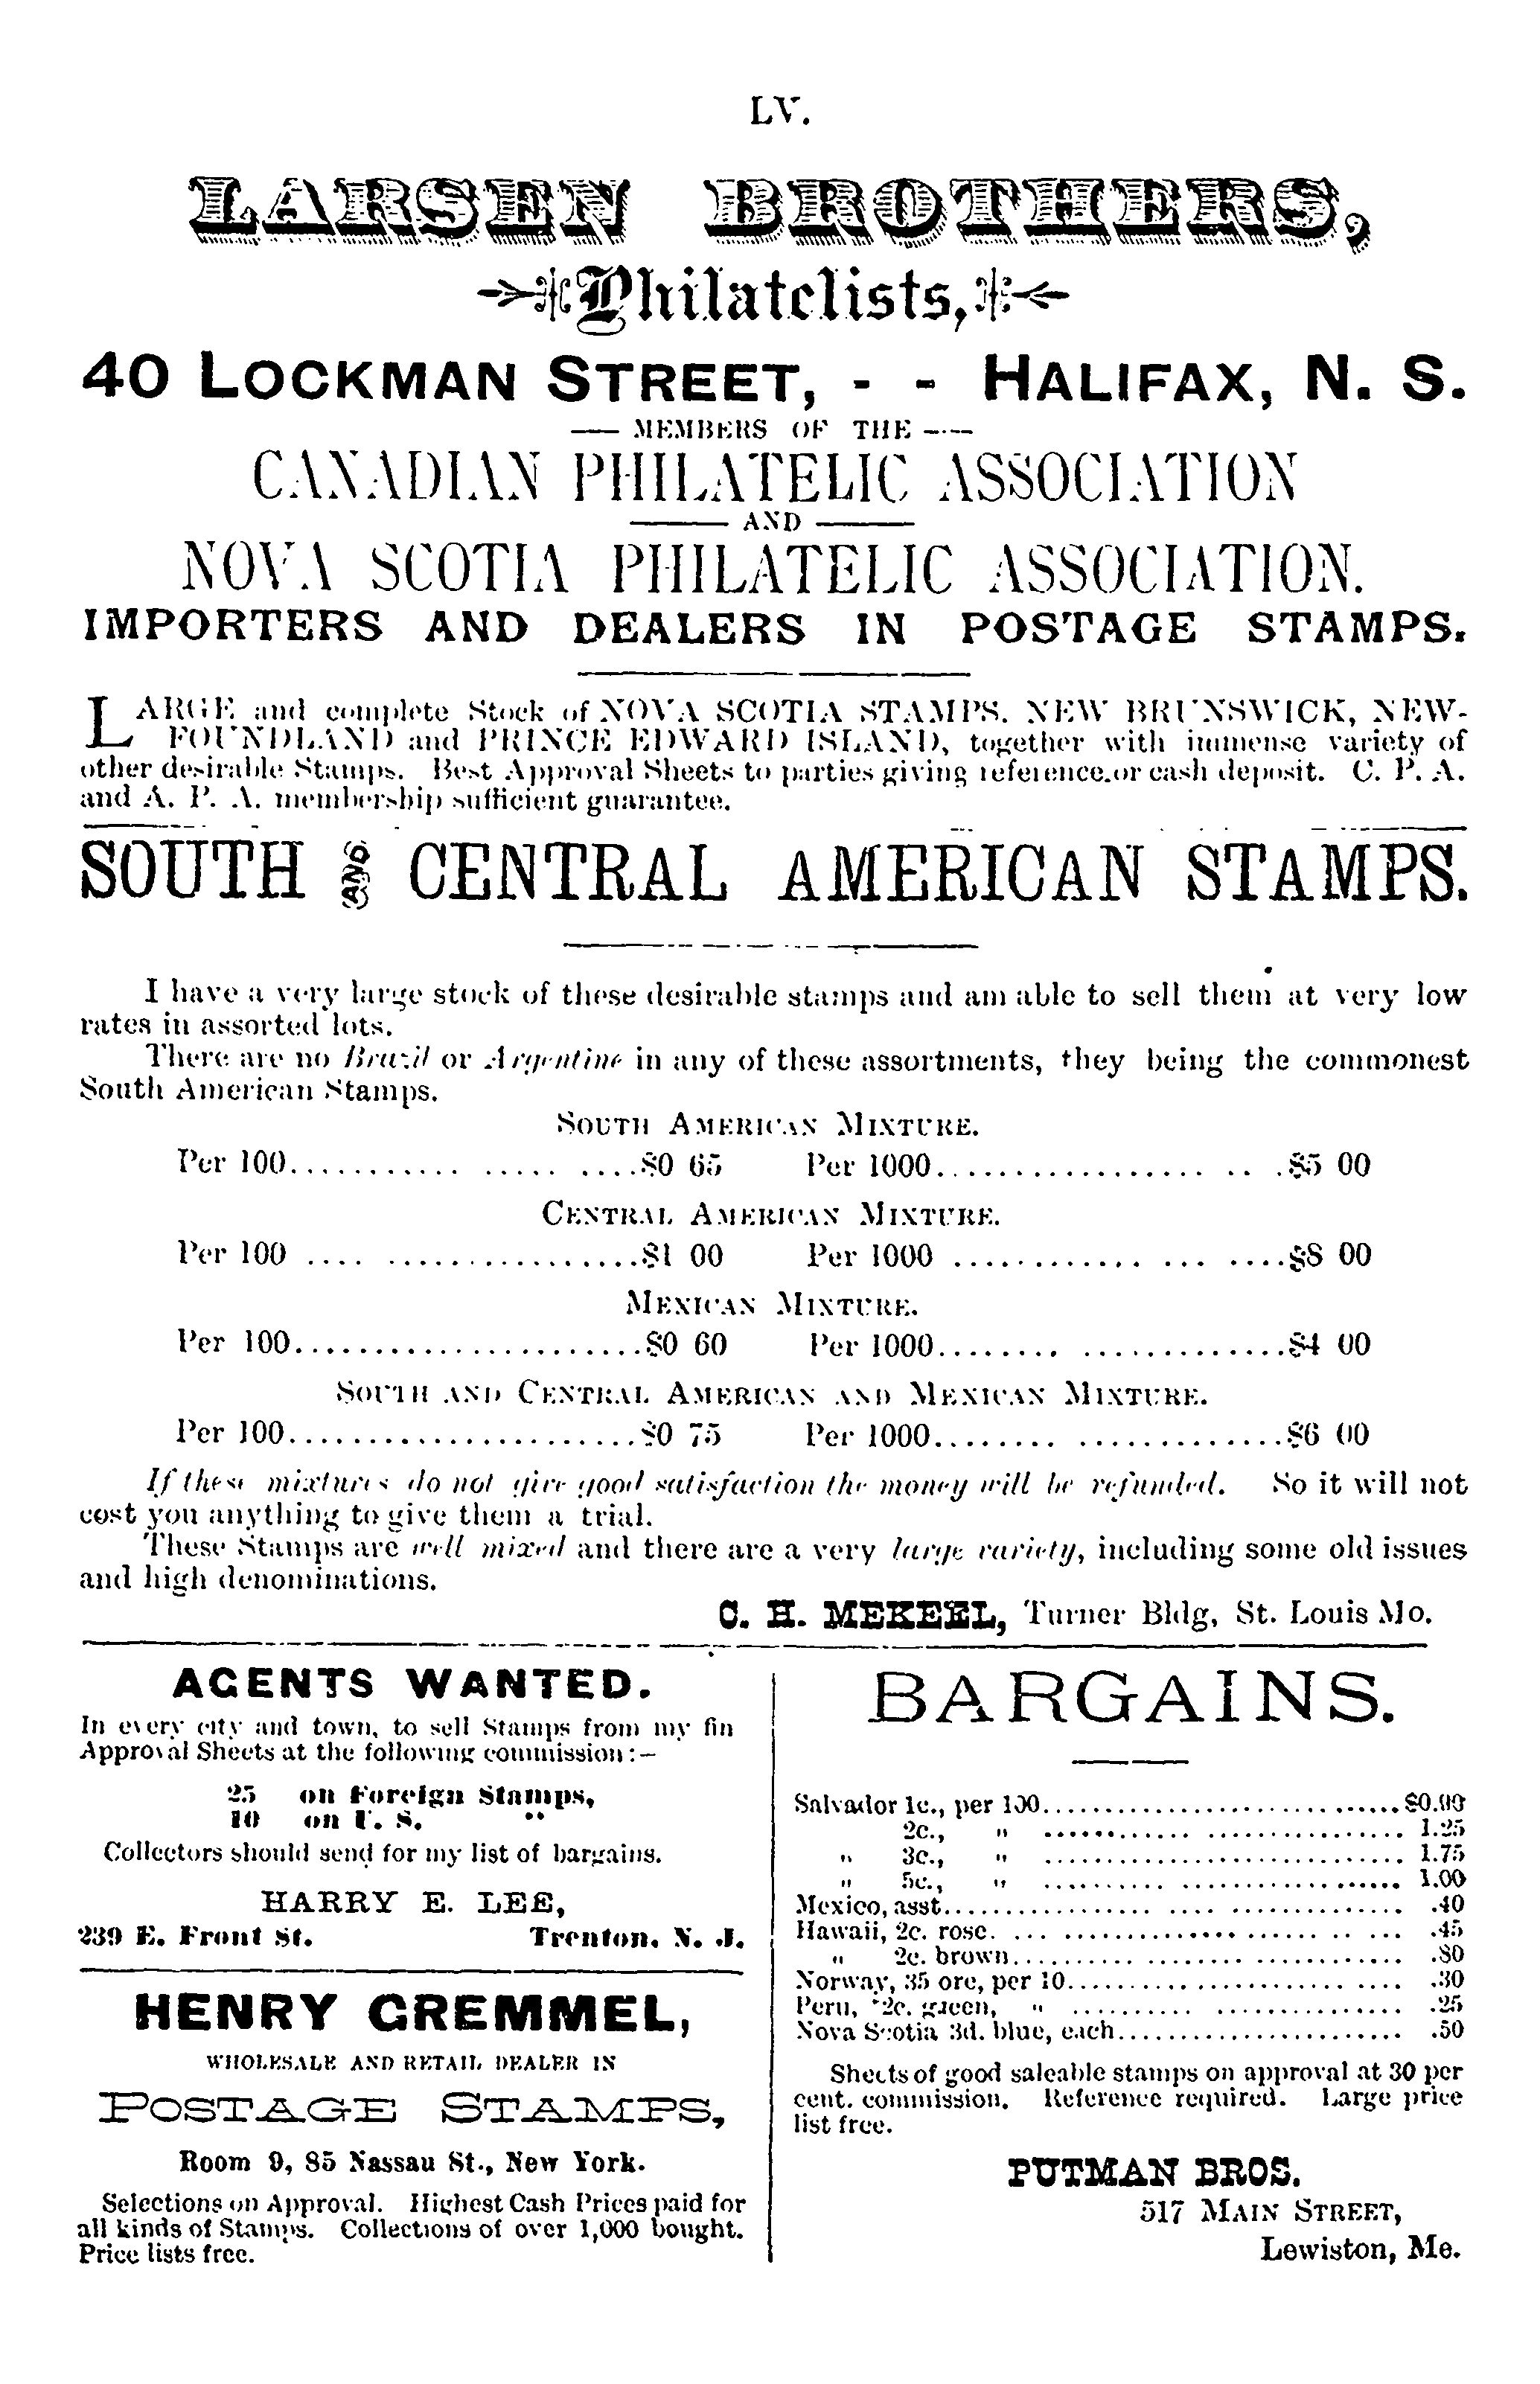 LV.
LARSEN BROTHERS,
Philatelists,
40 LOCKMAN STREET, - - HALIFAX, N. S.
— MEMBERS OF THE —
CANADIAN PHILATELIC ASSOCIATION
— AND —
NOVA SCOTIA PHILATELIC ASSOCIATION.
IMPORTERS AND DEALERS IN POSTAGE STAMPS.
LARGE and complete Stock of NOVA SCOTIA STAMPS. NEW BRUNSWICK, NEW-
FOUNDLAND and PRINCE EDWARD ISLAND, together with immense variety of
other desirable Stamps. Best Approval Sheets to parties giving reference.or cash deposit. C. P. A.
and A. P. A. membership sufficient guarantee.
SOUTH AND CENTRAL AMERICAN STAMPS.
I have a very large stock of these desirable stamps and am able to sell them at very low
rates in assorted lots.
There are no Brazil or Argentine in any of these assortments, they being the commonest
South American Stamps.
SOUTH AMERICAN MIXTURE.
Per 100....................$0 65 Per 1000....................$5 00
CENTRAL AMERICAN MIXTURE.
Per 100 ....................$1 00 Per 1000 ....................$8 00
MEXICAN MIXTURE.
Per 100......................$0 60 Per 1000.....................$4 00
SOUTH AND CENTRAL AMERICAN AND MEXICAN MIXTURE.
Per 100......................$0 75 Per 1000.....................$6 00
If these mixtures do not give good satisfaction the money will be refunded. So it will not
cost you anything to give them a trial.
These Stamps are well mixed and there are a very large variety, including some old issues
and high denominations.
C. H. MEKEEL, Turner Bldg, St. Louis Mo.
AGENTS WANTED.
In every city and town, to sell Stamps from my fin
Approval Sheets at the following commission:—
25 on Foreign Stamps,
10 on U. S. "
Collectors should send for my list of bargains.
HARRY E. LEE,
239 E. Front St. Trenton. N. J.
HENRY GREMMEL,
WHOLESALE AND RETAIL DEALER IN
POSTAGE STAMPS,
Room 9, 85 Nassau St., New York.
Selections on Approval. Highest Cash Prices paid for
all kinds of Stamps. Collections of over 1,000 bought.
Price lists free.
BARGAINS.
Salvador 1c., per 100..............................$0.90
2c., " .............................. 1.25
" 3c., " .............................. 1.75
" 5c., " .............................. 1.00
Mexico, asst.............................. .40
Hawaii, 2c. rose.............................. .45
" 2c. brown.............................. .80
Norway, 35 ore, per 10.............................. .30
Peru, 2c. green, " .............................. .25
Nova Scotia 3d. blue, each........................ .50
Sheets of good saleable stamps on approval at 30 per
cent. commission. Reference required. Large price
list free.
PUTMAN BROS.
517 MAIN STREET,
Lewiston, Me.